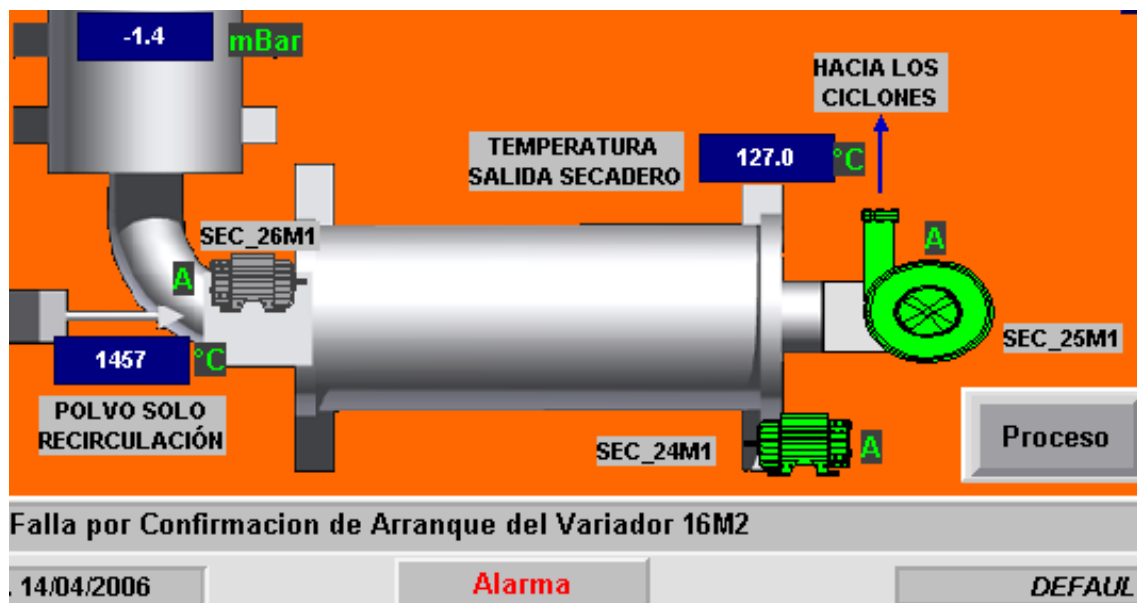 -1.4 mBar
HACIA LOS
CICLONES
TEMPERATURA
SALIDA SECADERO
127.0 °C
SEC_26M1
A
A
SEC_25M1
1457 °C
POLVO SOLO
RECIRCULACIÓN
SEC_24M1
A
Proceso
Falla por Confirmacion de Arranque del Variador 16M2
. 14/04/2006
Alarma
DEFAUL